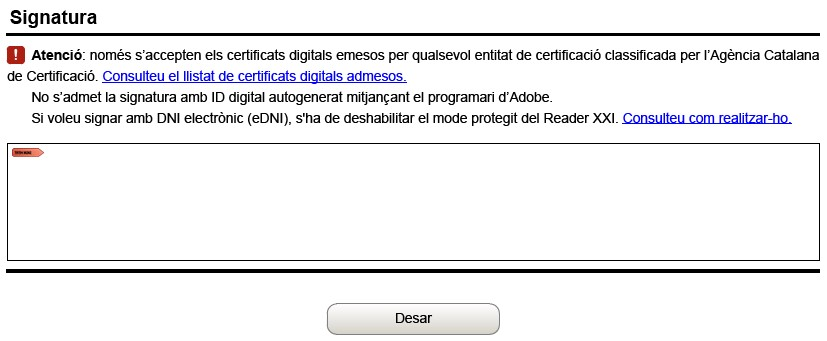 Signatura
! Atenció: només s’accepten els certificats digitals emesos per qualsevol entitat de certificació classificada per l’Agència Catalana
de Certificació. Consulteu el llistat de certificats digitals admesos.
No s’admet la signatura amb ID digital autogenerat mitjançant el programari d’Adobe.
Si voleu signar amb DNI electrònic (eDNI), s'ha de deshabilitar el mode protegit del Reader XXI. Consulteu com realitzar-ho.
Desar